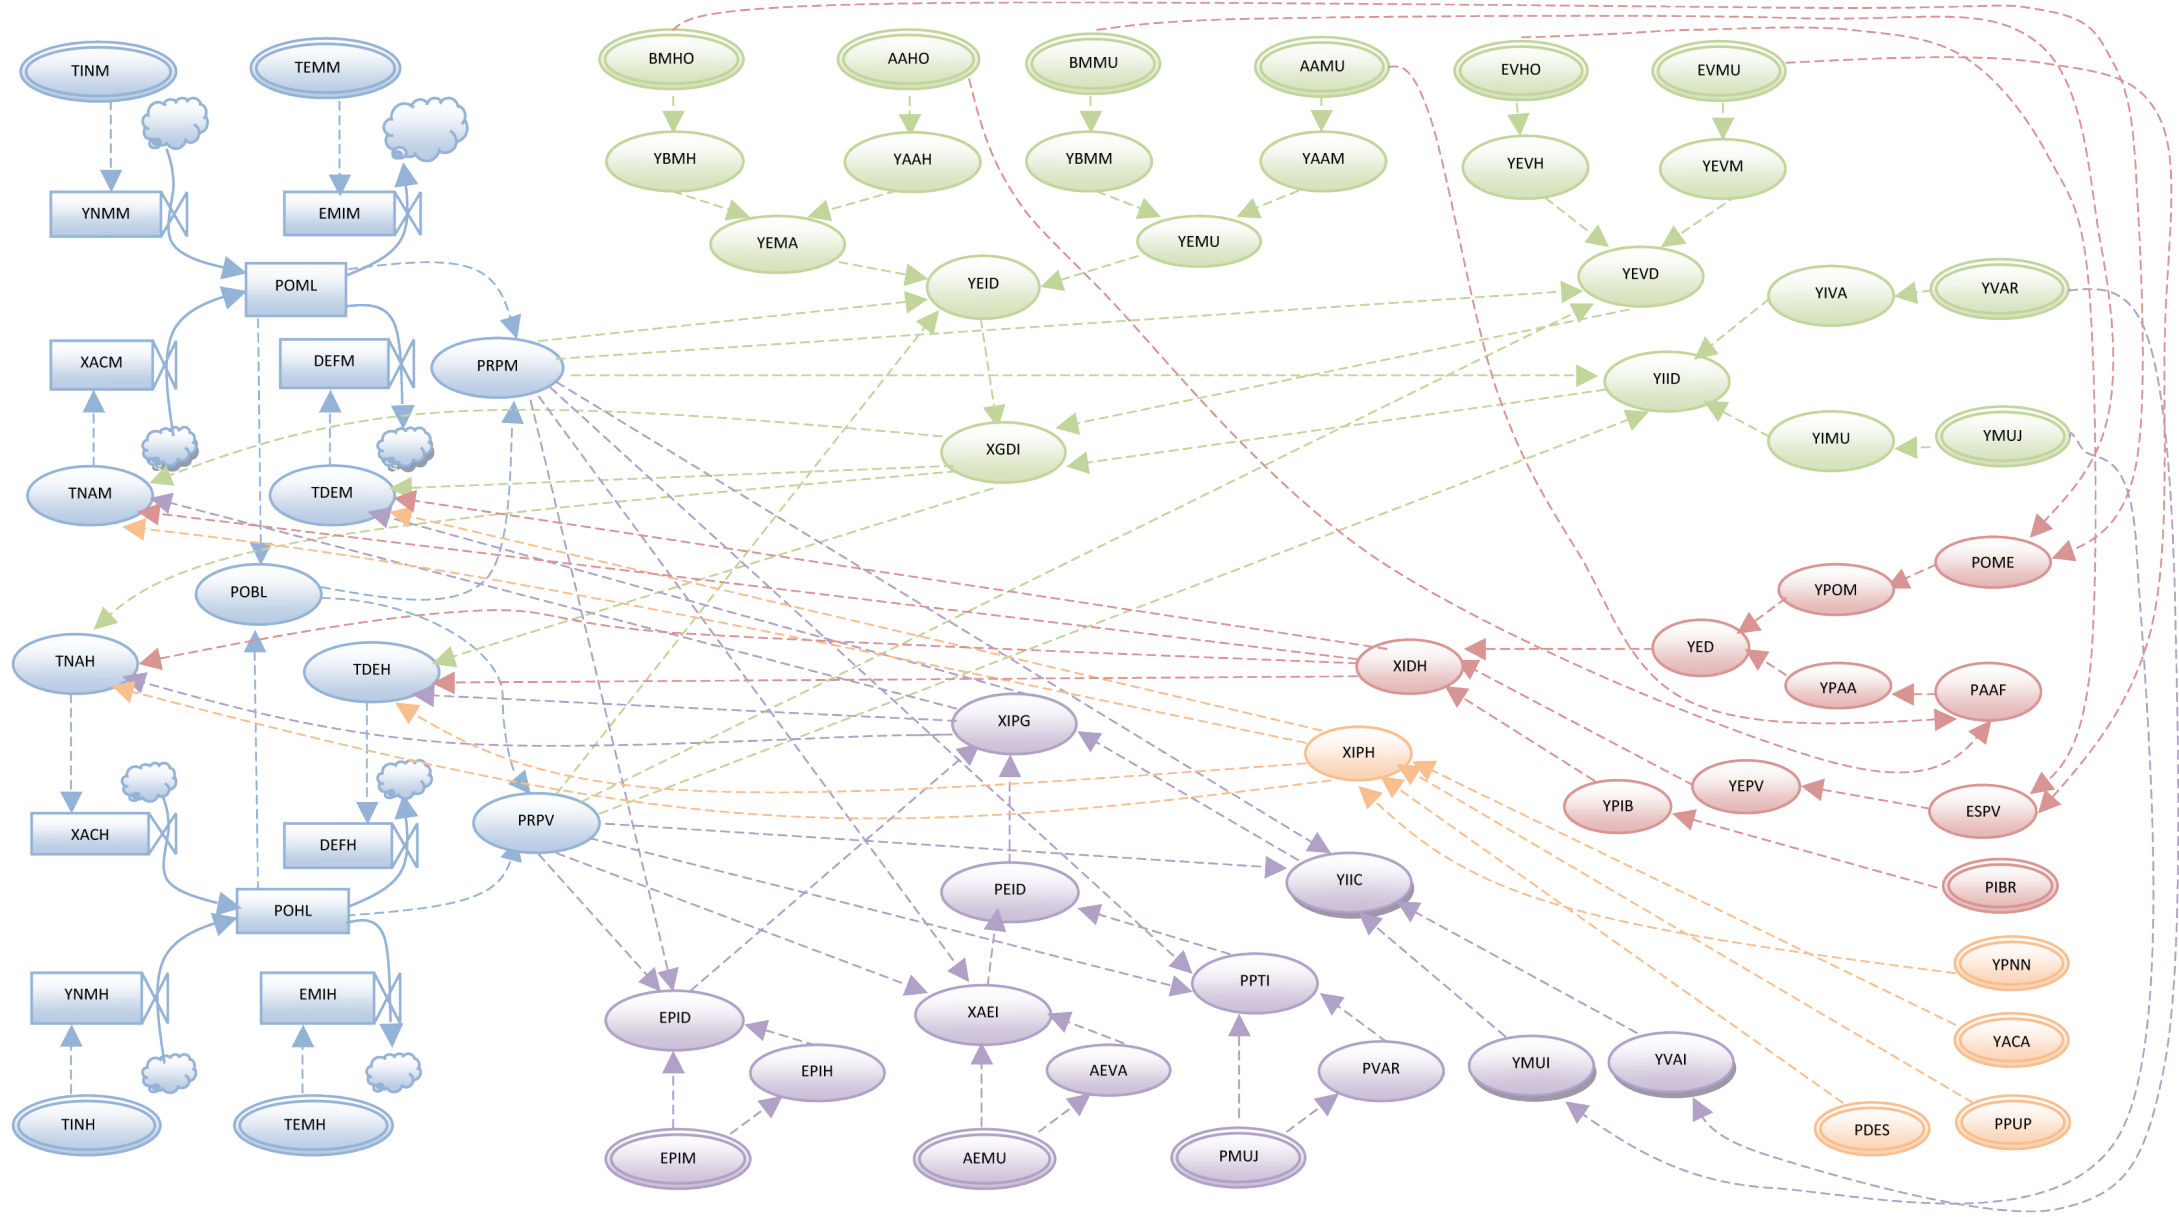 TINM
TEMM
BMHO
AAHO
BMMU
AAMU
EVHO
EVMU
YBMH
YAAH
YBMM
YAAM
YEVH
YEVM
YNMM
EMIM
YEMA
YEMU
POML
YEID
YEVD
YIVA
YVAR
XACM
DEFM
PRPM
YIID
YIMU
YMUJ
XGDI
TNAM
TDEM
POBL
POME
YPOM
YED
TNAH
TDEH
XIDH
YPAA
PAAF
XIPG
XIPH
YEPV
YPIB
ESPV
XACH
DEFH
PRPV
PEID
YIIC
PIBR
POHL
YPNN
YNMH
EMIH
EPID
XAEI
PPTI
YACA
EPIH
AEVA
PVAR
YMUI
YVAI
TINH
TEMH
EPIM
AEMU
PMUJ
PDES
PPUP